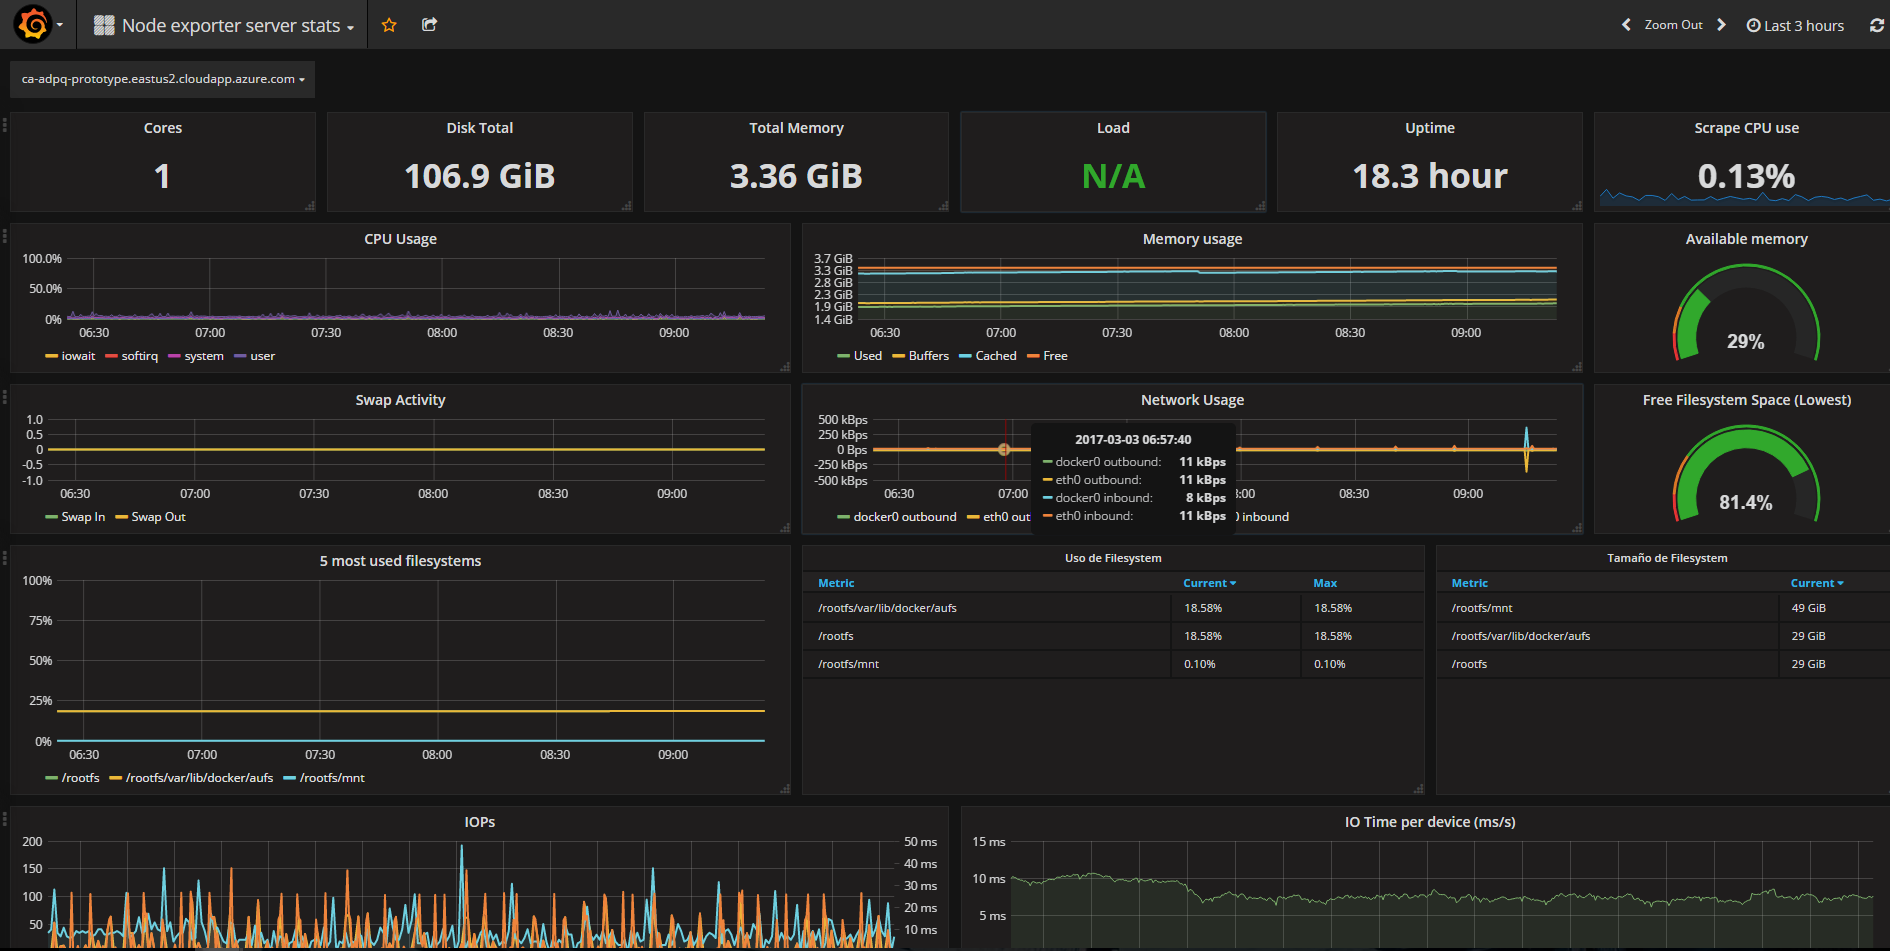 Node exporter server stats
Zoom Out
Last 3 hours
ca-adpq-prototype.eastus2.cloudapp.azure.com
Cores
1
Disk Total
106.9 GiB
Total Memory
3.36 GiB
Load
N/A
Uptime
18.3 hour
Scrape CPU use
0.13%
CPU Usage
100.0%
50.0%
0%
06:30 07:00 07:30 08:00 08:30 09:00
iowait softirq system user
Memory usage
3.7 GiB
3.3 GiB
2.8 GiB
2.3 GiB
1.9 GiB
1.4 GiB
06:30 07:00 07:30 08:00 08:30 09:00
Used Buffers Cached Free
Available memory
29%
Swap Activity
1.0
0.5
0
-0.5
-1.0
06:30 07:00 07:30 08:00 08:30 09:00
Swap In Swap Out
Network Usage
500 kBps
250 kBps
0 Bps
-250 kBps
-500 kBps
06:30 07:00 :00 08:30 09:00
docker0 outbound eth0 out 0 inbound
2017-03-03 06:57:40
docker0 outbound: 11 kBps
eth0 outbound: 11 kBps
docker0 inbound: 8 kBps
eth0 inbound: 11 kBps
Free Filesystem Space (Lowest)
81.4%
5 most used filesystems
100%
75%
50%
25%
0%
06:30 07:00 07:30 08:00 08:30 09:00
/rootfs /rootfs/var/lib/docker/aufs /rootfs/mnt
Uso de Filesystem
Metric Current Max
/rootfs/var/lib/docker/aufs 18.58% 18.58%
/rootfs 18.58% 18.58%
/rootfs/mnt 0.10% 0.10%
Tamaño de Filesystem
Metric Current
/rootfs/mnt 49 GiB
/rootfs/var/lib/docker/aufs 29 GiB
/rootfs 29 GiB
IOPs
200
150
100
50
50 ms
40 ms
30 ms
20 ms
10 ms
IO Time per device (ms/s)
15 ms
10 ms
5 ms